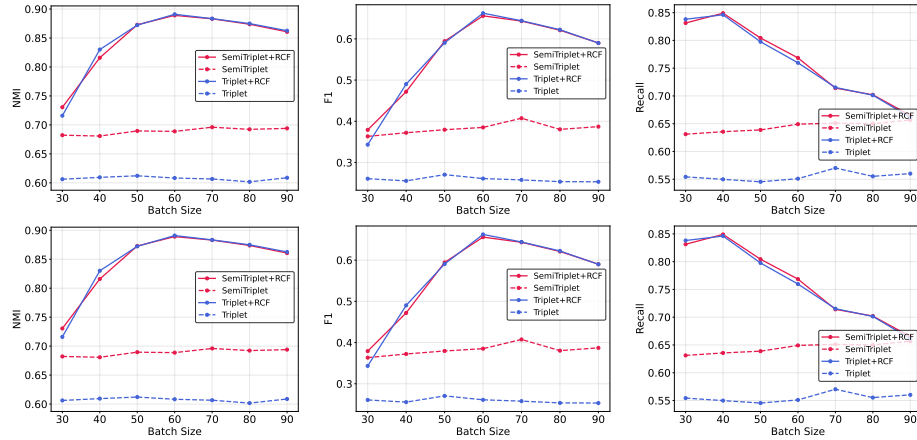 0.90
0.85
0.80
0.75
0.70
0.65
0.60
NMI
SemiTriplet+RCF
SemiTriplet
Triplet+RCF
Triplet
30 40 50 60 70 80 90
Batch Size
0.6
0.5
0.4
0.3
F1
SemiTriplet+RCF
SemiTriplet
Triplet+RCF
Triplet
30 40 50 60 70 80 90
Batch Size
0.85
0.80
0.75
0.70
0.65
0.60
0.55
Recall
SemiTriplet+RCF
SemiTriplet
Triplet+RCF
Triplet
30 40 50 60 70 80 90
Batch Size
0.90
0.85
0.80
0.75
0.70
0.65
0.60
NMI
SemiTriplet+RCF
SemiTriplet
Triplet+RCF
Triplet
30 40 50 60 70 80 90
Batch Size
0.6
0.5
0.4
0.3
F1
SemiTriplet+RCF
SemiTriplet
Triplet+RCF
Triplet
30 40 50 60 70 80 90
Batch Size
0.85
0.80
0.75
0.70
0.65
0.60
0.55
Recall
SemiTriplet+RCF
SemiTriplet
Triplet+RCF
Triplet
30 40 50 60 70 80 90
Batch Size